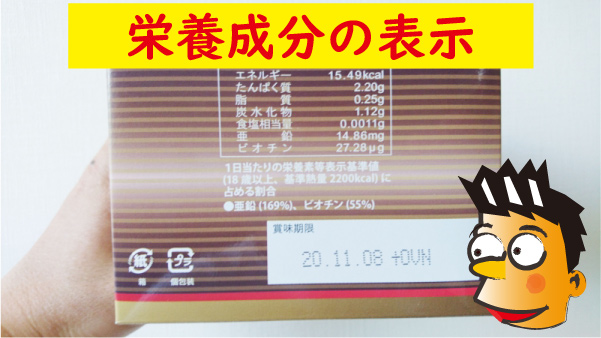 栄養成分の表示
エネルギー 15.49kcal
たんぱく質 2.20g
脂質 0.25g
炭水化物 1.12g
食塩相当量 0.0011g
亜鉛 14.86mg
ビオチン 27.28μg
1日当たりの栄養素等表示基準値
(18歳以上、基準熱量2200kcal)に
占める割合
●亜鉛(169%)、ビオチン(55%)
賞味期限
20.11.08 +OVN
紙 プラ
箱 個包装